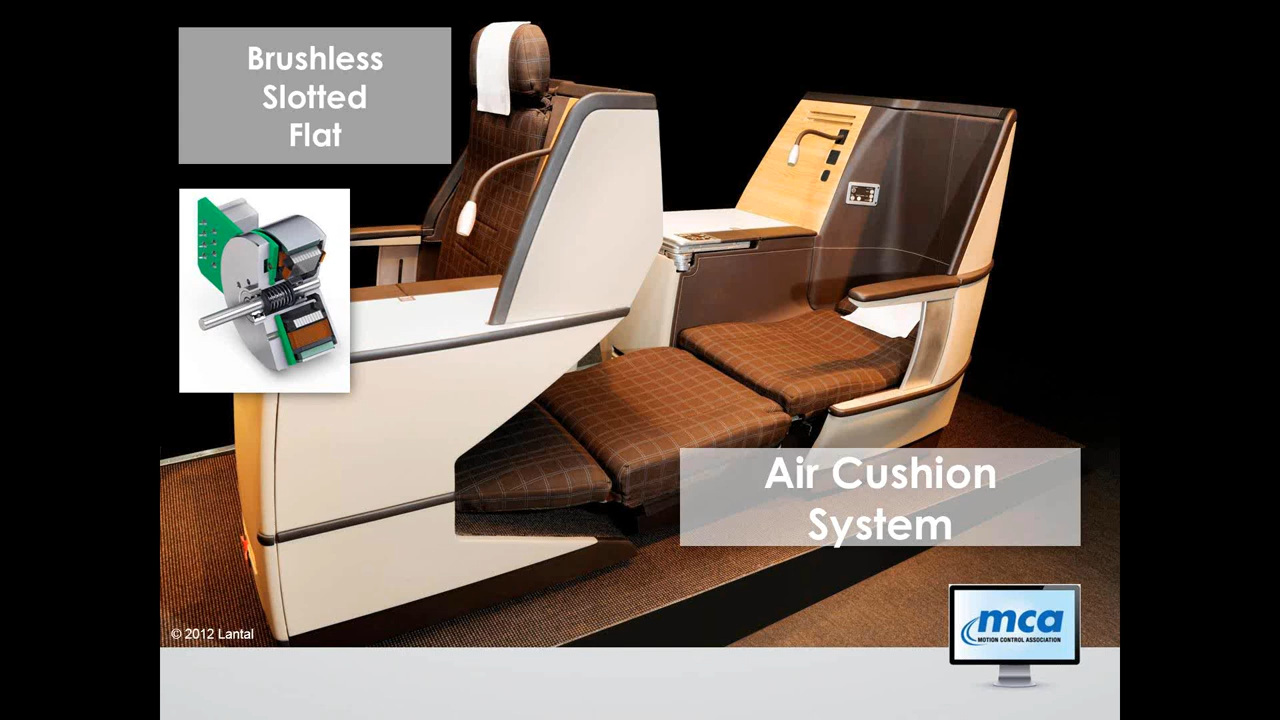 Brushless
Slotted
Flat
Air Cushion
System
© 2012 Lantal
mca
MOTION CONTROL ASSOCIATION